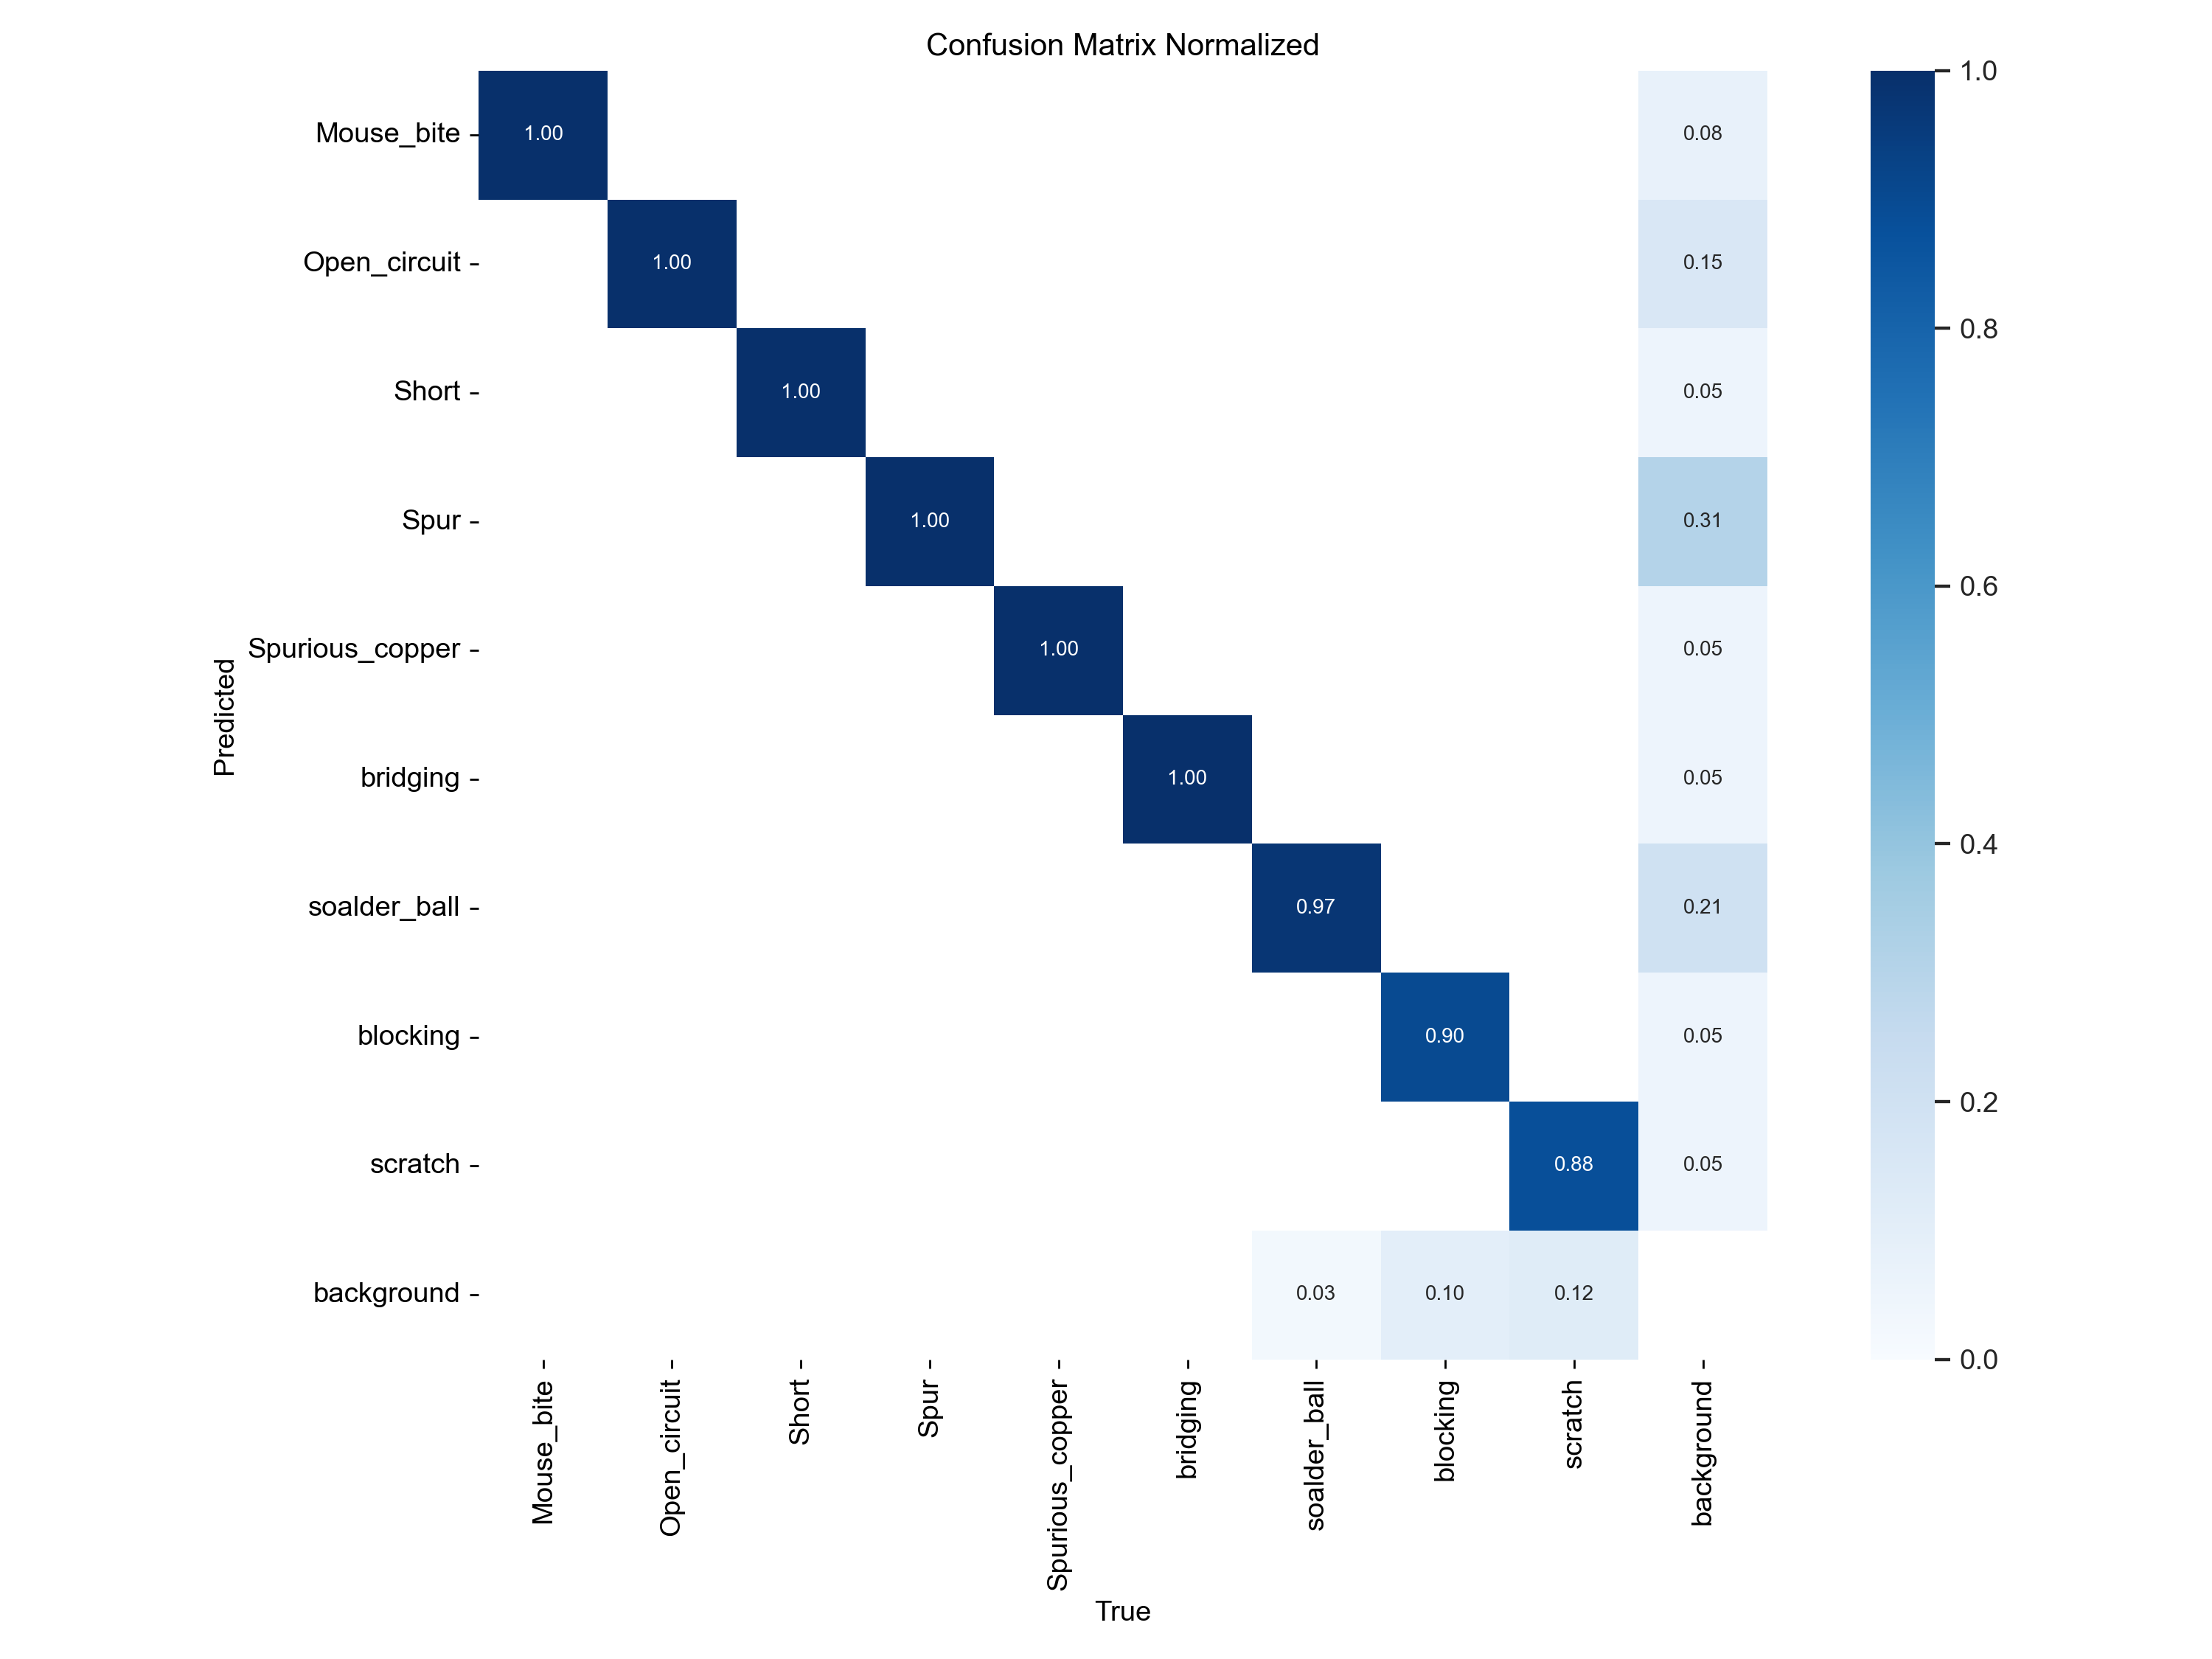 Confusion Matrix Normalized
Mouse_bite
1.00
0.08
Open_circuit
1.00
0.15
Short
1.00
0.05
Spur
1.00
0.31
Spurious_copper
1.00
0.05
bridging
1.00
0.05
soalder_ball
0.97
0.21
blocking
0.90
0.05
scratch
0.88
0.05
background
0.03
0.10
0.12
Predicted
Mouse_bite
Open_circuit
Short
Spur
Spurious_copper
bridging
soalder_ball
blocking
scratch
background
True
1.0
0.8
0.6
0.4
0.2
0.0